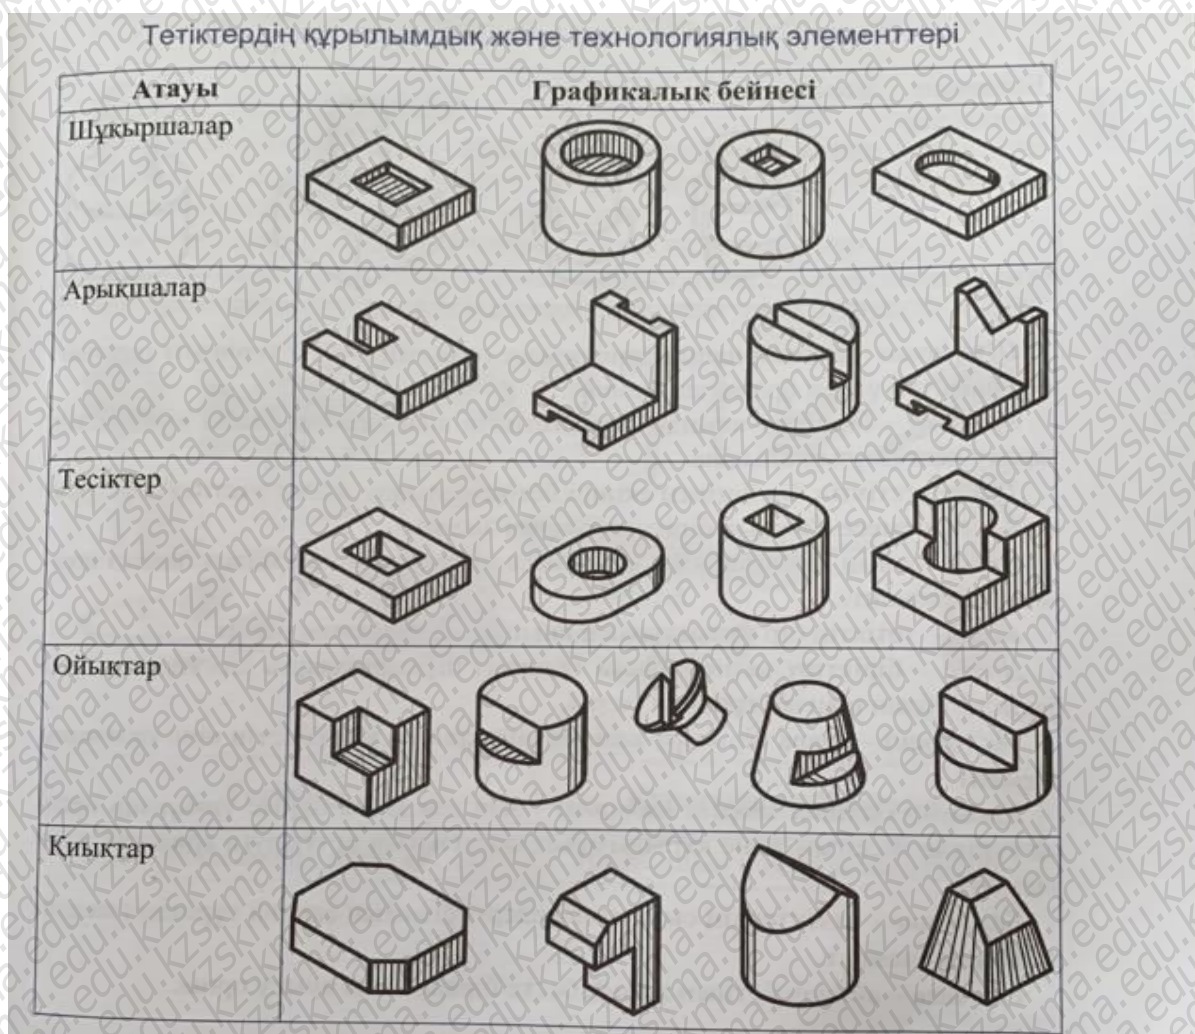 Тетіктердің құрылымдық және технологиялық элементтері
Атауы
Графикалық бейнесі
Шұқыршалар
Арықшалар
Тесіктер
Ойықтар
Қиықтар